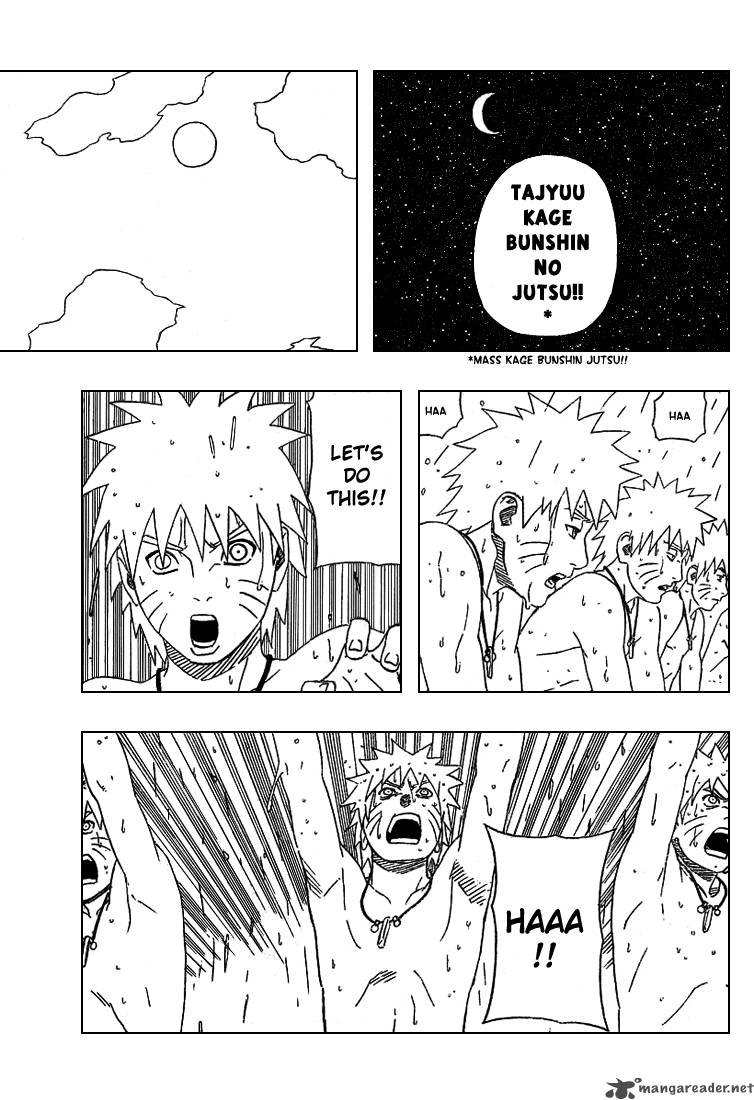 TAJYUU
KAGE
BUNSHIN
NO
JUTSU!!
*
*MASS KAGE BUNSHIN JUTSU!!
HAA
HAA
LET'S
DO
THIS!!
HAAA
!!
mangareader.net